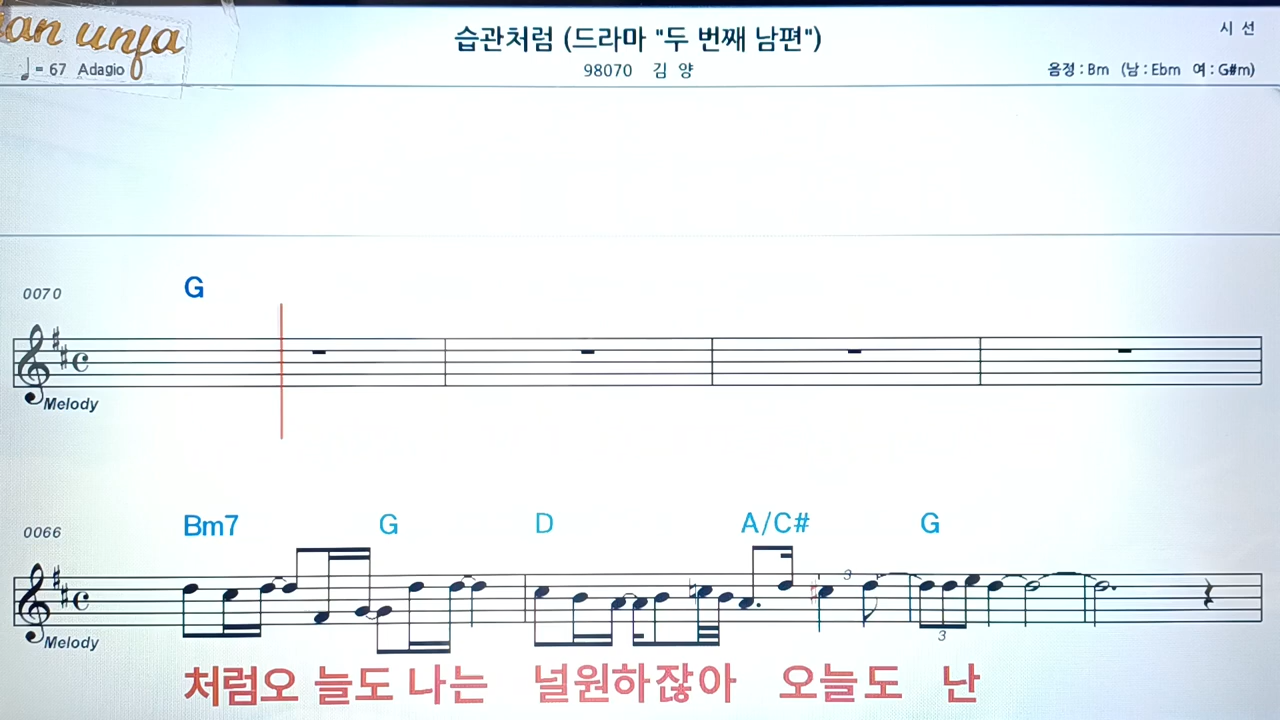 unfa
습관처럼 (드라마 "두 번째 남편")
시 선
♩= 67 Adagio
98070 김 양
음정 : Bm (남 : Ebm 여 : G#m)
G
0070
Melody
Bm7 G D A/C# G
0066
3
3
Melody
처럼오 늘도 나는 널원하잖아 오늘도 난